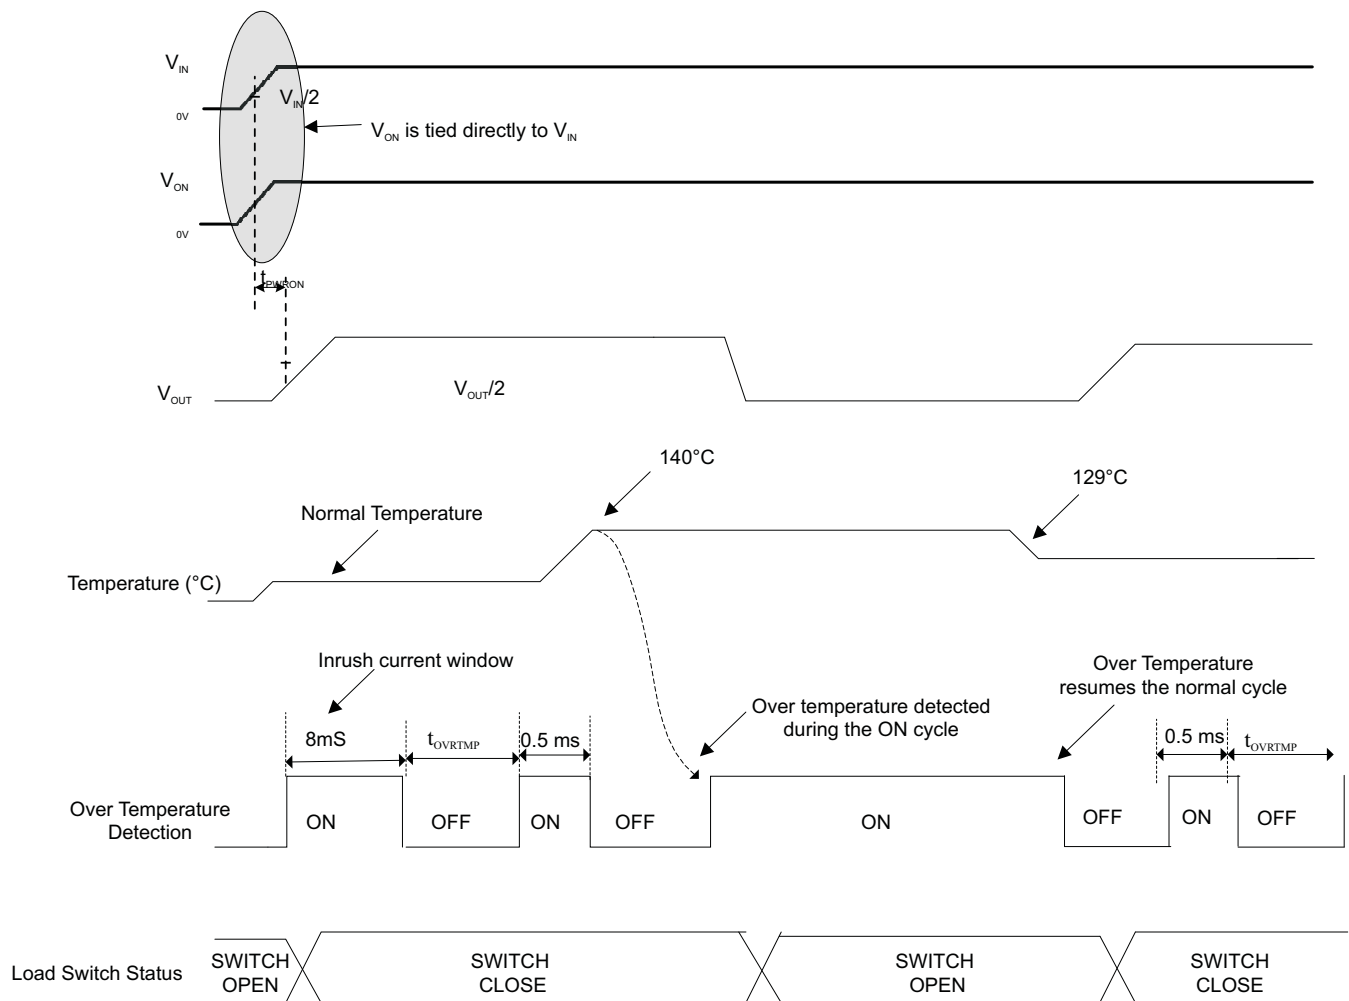 VIN
VIN/2
0V
VON is tied directly to VIN
VON
0V
tPWRON
VOUT
VOUT/2
140°C
129°C
Normal Temperature
Temperature (°C)
Inrush current window
Over Temperature
resumes the normal cycle
Over temperature detected
during the ON cycle
8mS
tOVRTMP
0.5 ms
0.5 ms
tOVRTMP
Over Temperature
Detection
ON
OFF
ON
OFF
ON
OFF
ON
OFF
Load Switch Status
SWITCH
OPEN
SWITCH
CLOSE
SWITCH
OPEN
SWITCH
CLOSE